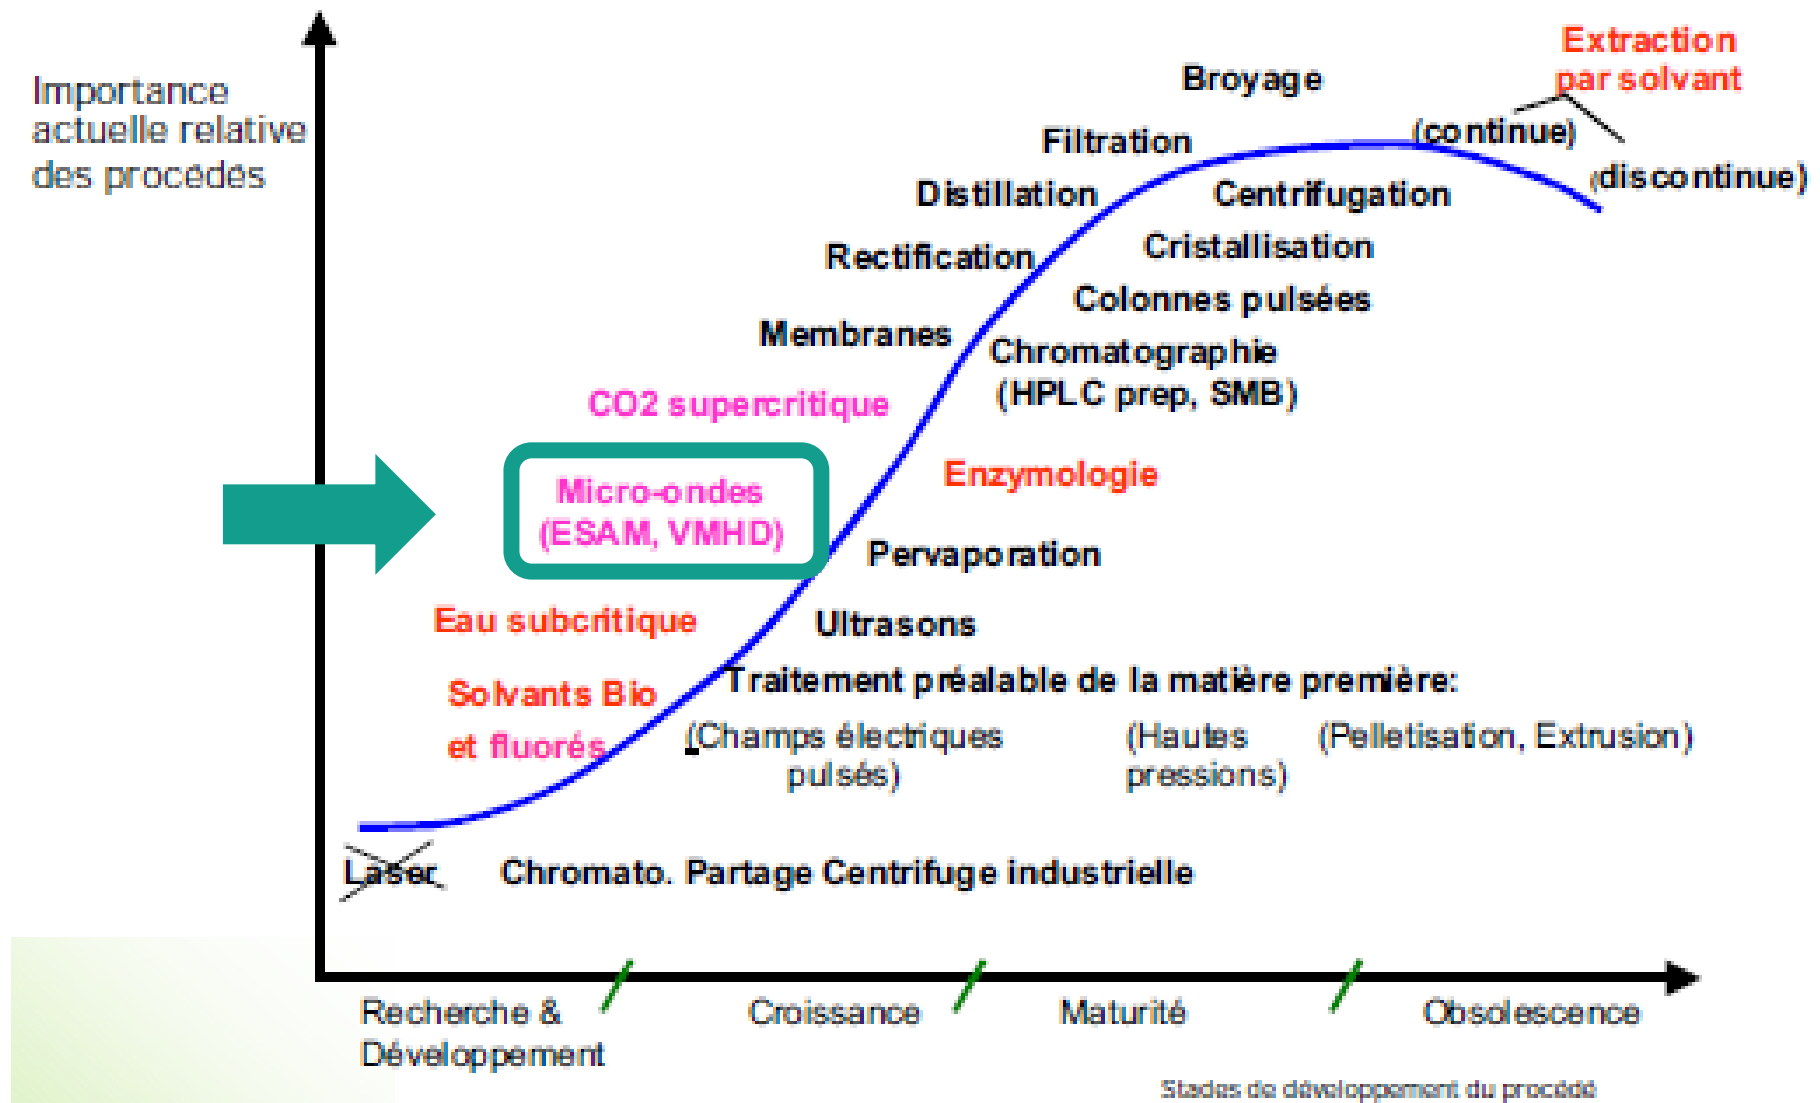 Importance
actuelle relative
des procédés
Extraction
par solvant
Broyage
(continue)
Filtration
(discontinue)
Distillation
Centrifugation
Rectification
Cristallisation
Colonnes pulsées
Membranes
Chromatographie
(HPLC prep, SMB)
CO2 supercritique
Enzymologie
Micro-ondes
(ESAM, VMHD)
Pervaporation
Eau subcritique
Ultrasons
Traitement préalable de la matière première:
Solvants Bio
et fluorés
(Champs électriques
pulsés)
(Hautes
pressions)
(Pelletisation, Extrusion)
Laser
Chromato. Partage Centrifuge industrielle
Recherche &
Développement
Croissance
Maturité
Obsolescence
Stades de développement du procédé